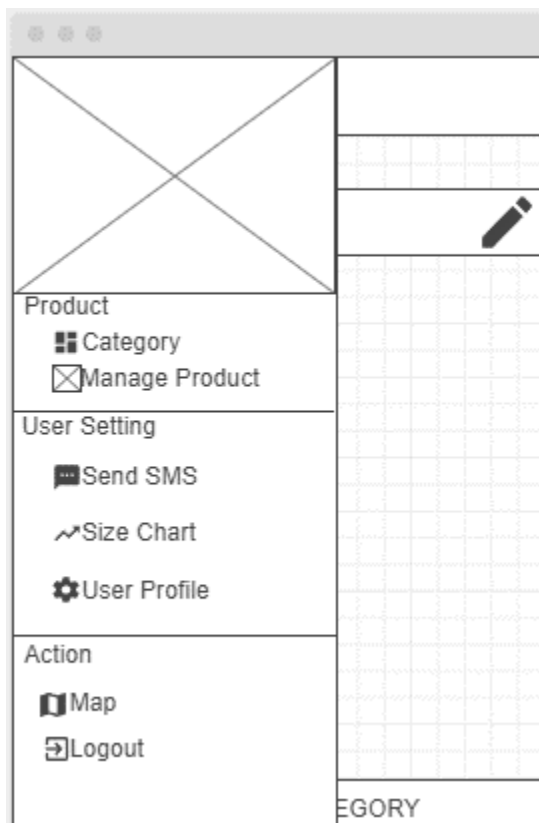 Product
Category
Manage Product
User Setting
Send SMS
Size Chart
User Profile
Action
Map
Logout
EGORY